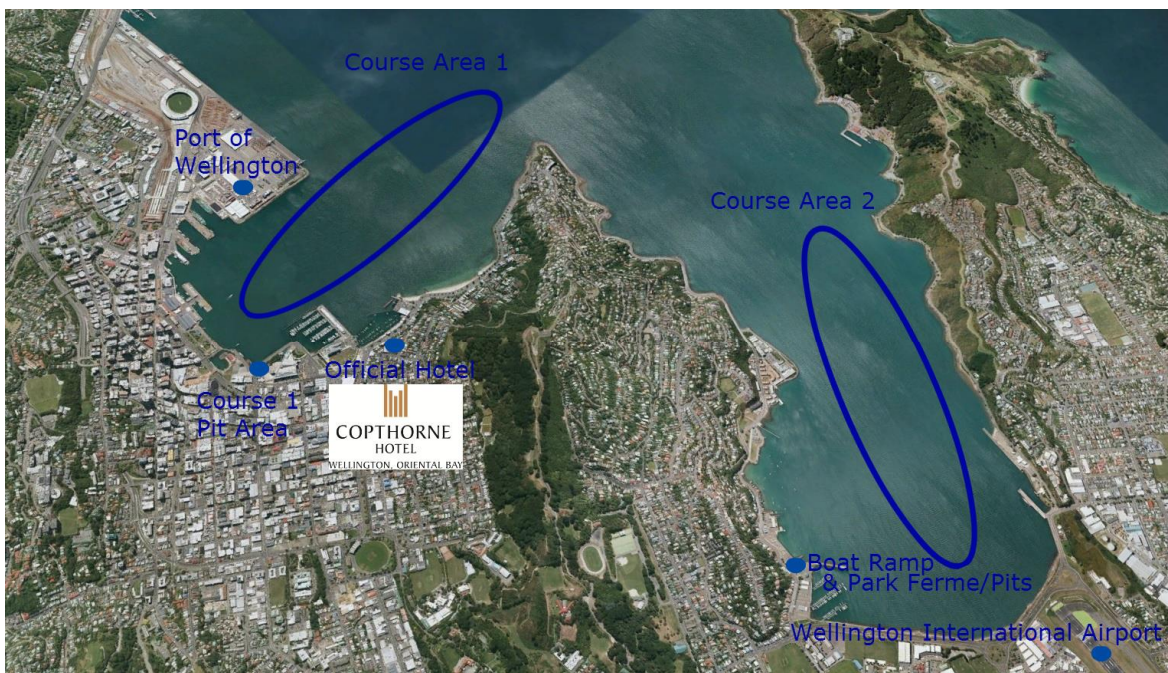 Course Area 1
Port of
Wellington
Course Area 2
Official Hotel
Course 1
Pit Area
COPTHORNE
HOTEL
WELLINGTON, ORIENTAL BAY
Boat Ramp
& Park Ferme/Pits
Wellington International Airport